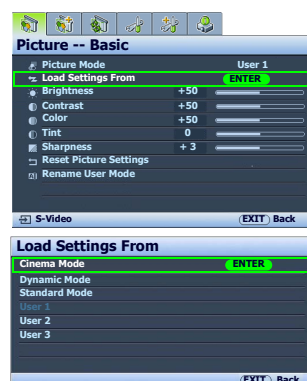 Picture -- Basic
Picture Mode User 1
Load Settings From ENTER
Brightness +50
Contrast +50
Color +50
Tint 0
Sharpness + 3
Reset Picture Settings
Rename User Mode
S-Video EXIT Back
Load Settings From
Cinema Mode ENTER
Dynamic Mode
Standard Mode
User 1
User 2
User 3
EXIT Back